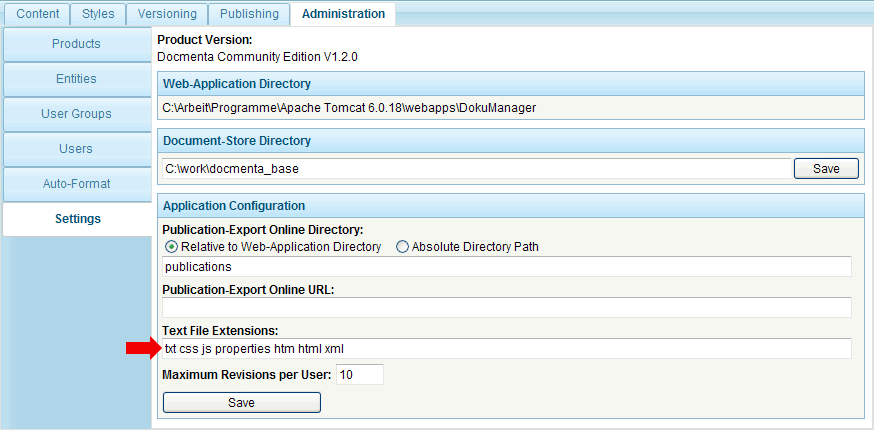 Content Styles Versioning Publishing Administration
Products
Entities
User Groups
Users
Auto-Format
Settings
Product Version:
Docmenta Community Edition V1.2.0
Web-Application Directory
C:\Arbeit\Programme\Apache Tomcat 6.0.18\webapps\DokuManager
Document-Store Directory
C:\work\docmenta_base Save
Application Configuration
Publication-Export Online Directory:
Relative to Web-Application Directory Absolute Directory Path
publications
Publication-Export Online URL:
Text File Extensions:
txt css js properties htm html xml
Maximum Revisions per User: 10
Save